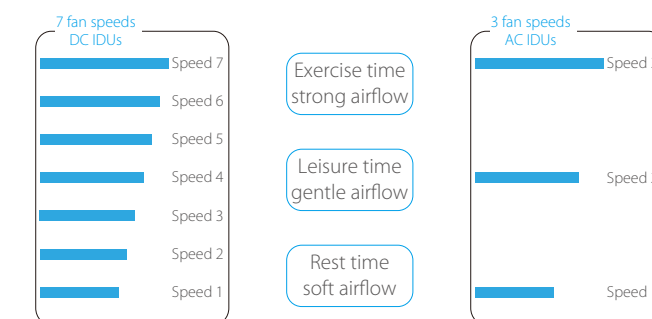 7 fan speeds
DC IDUs
Speed 7
Speed 6
Speed 5
Speed 4
Speed 3
Speed 2
Speed 1
Exercise time
strong airflow
Leisure time
gentle airflow
Rest time
soft airflow
3 fan speeds
AC IDUs
Speed
Speed
Speed